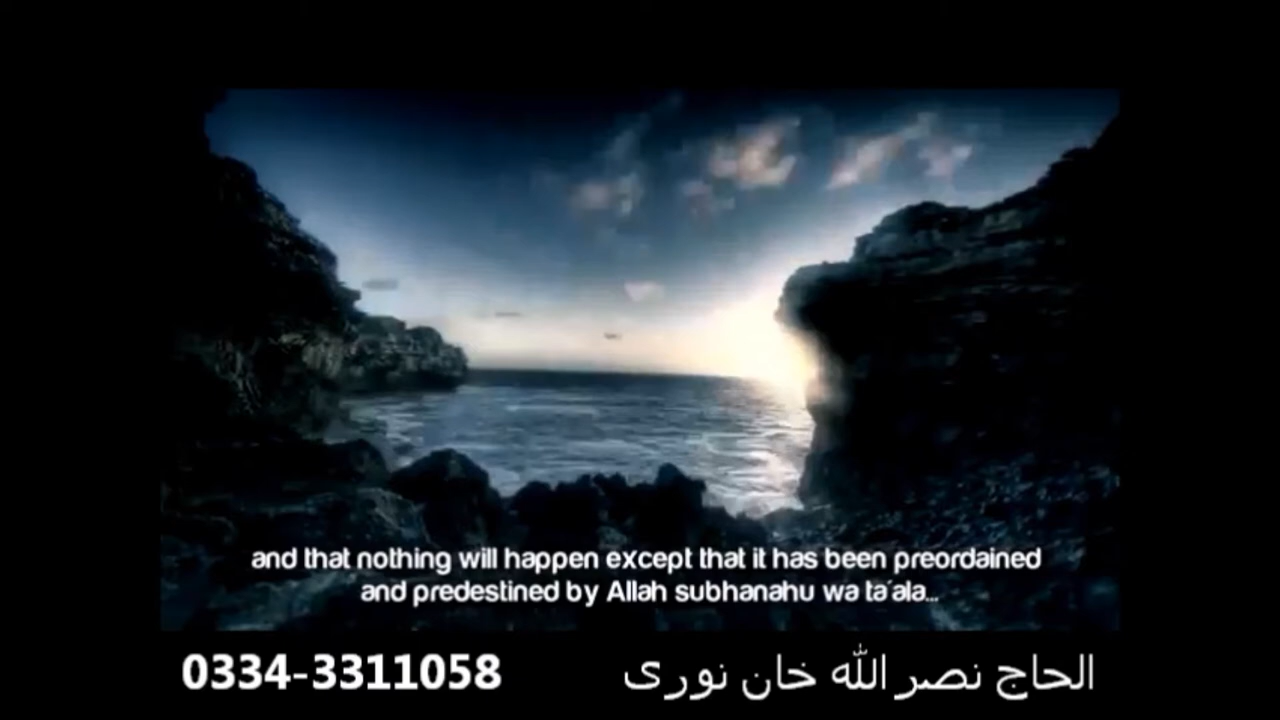 and that nothing will happen except that it has been preordained
and predestined by Allah subhanahu wa ta'ala...
0334-3311058 الحاج نصر الله خان نوری